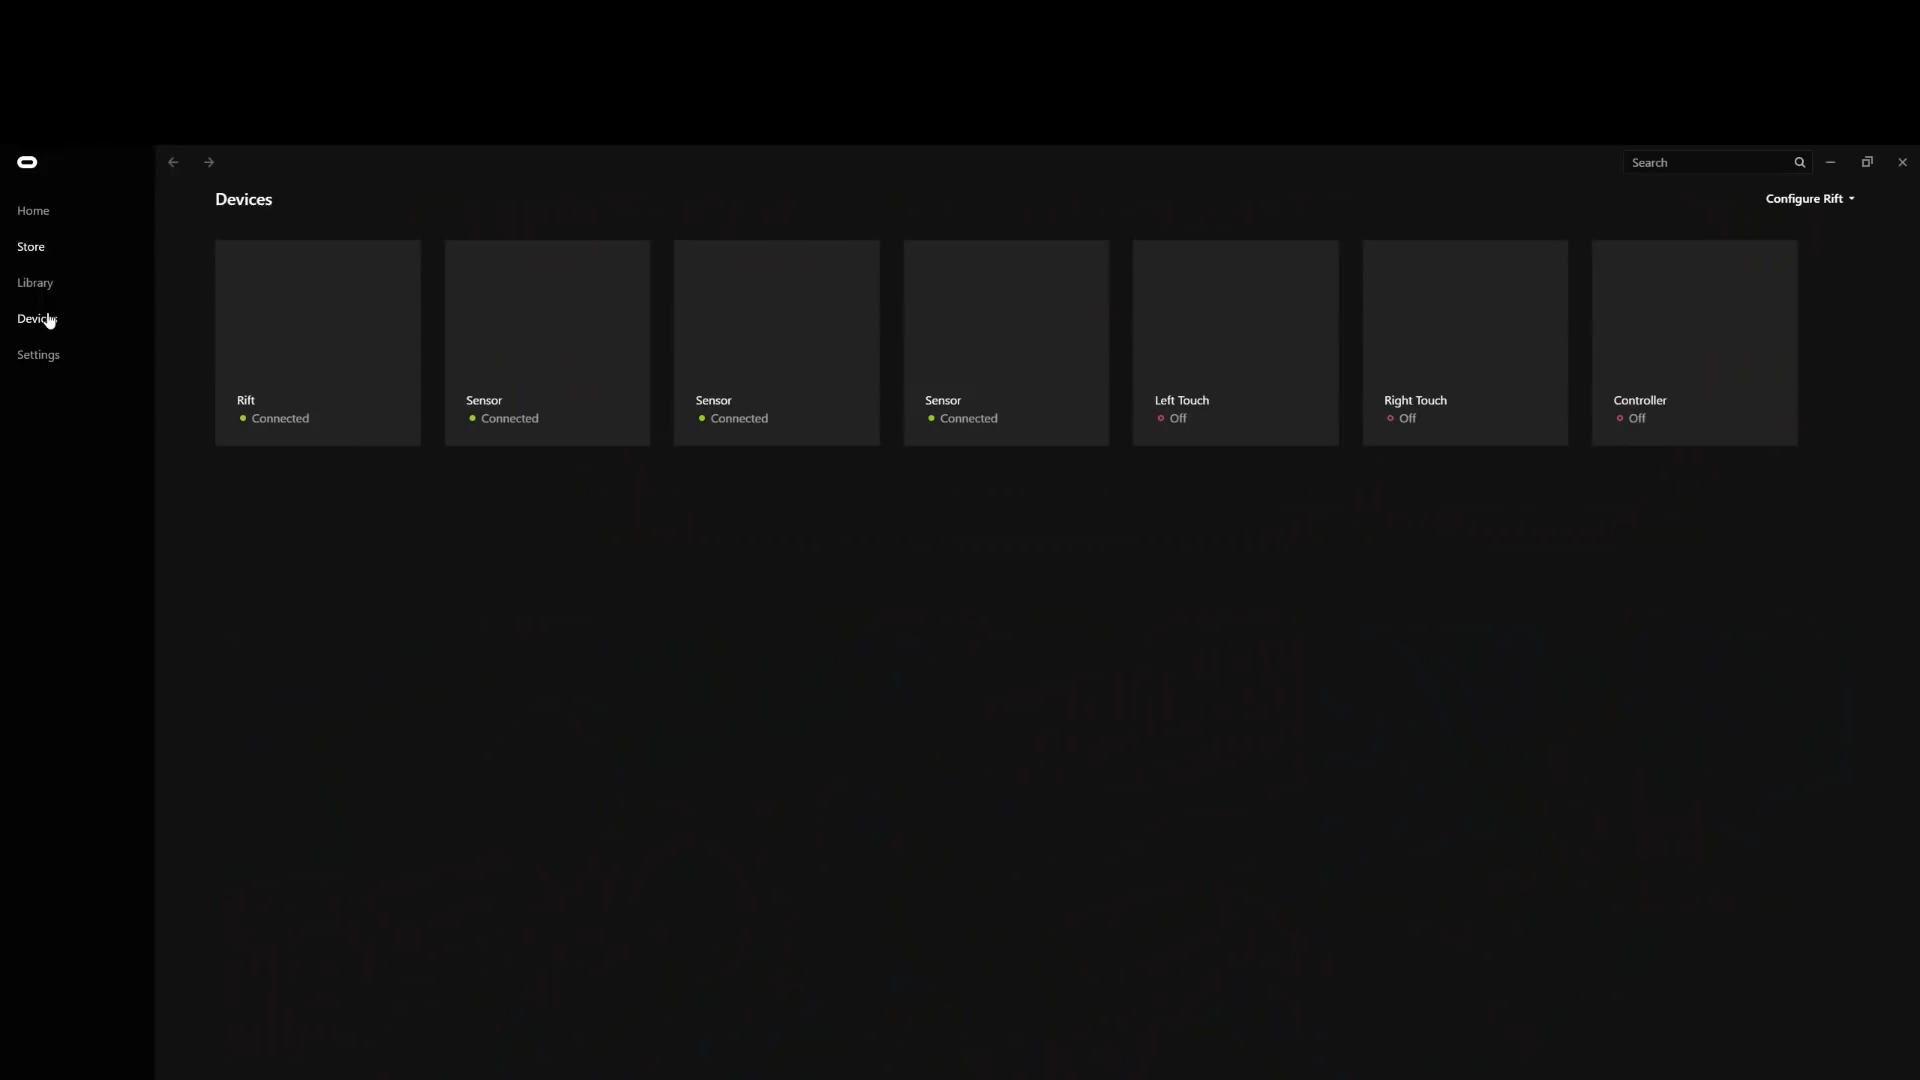 Search
Devices
Configure Rift
Home
Store
Library
Devices
Settings
Rift
Connected
Sensor
Connected
Sensor
Connected
Sensor
Connected
Left Touch
Off
Right Touch
Off
Controller
Off